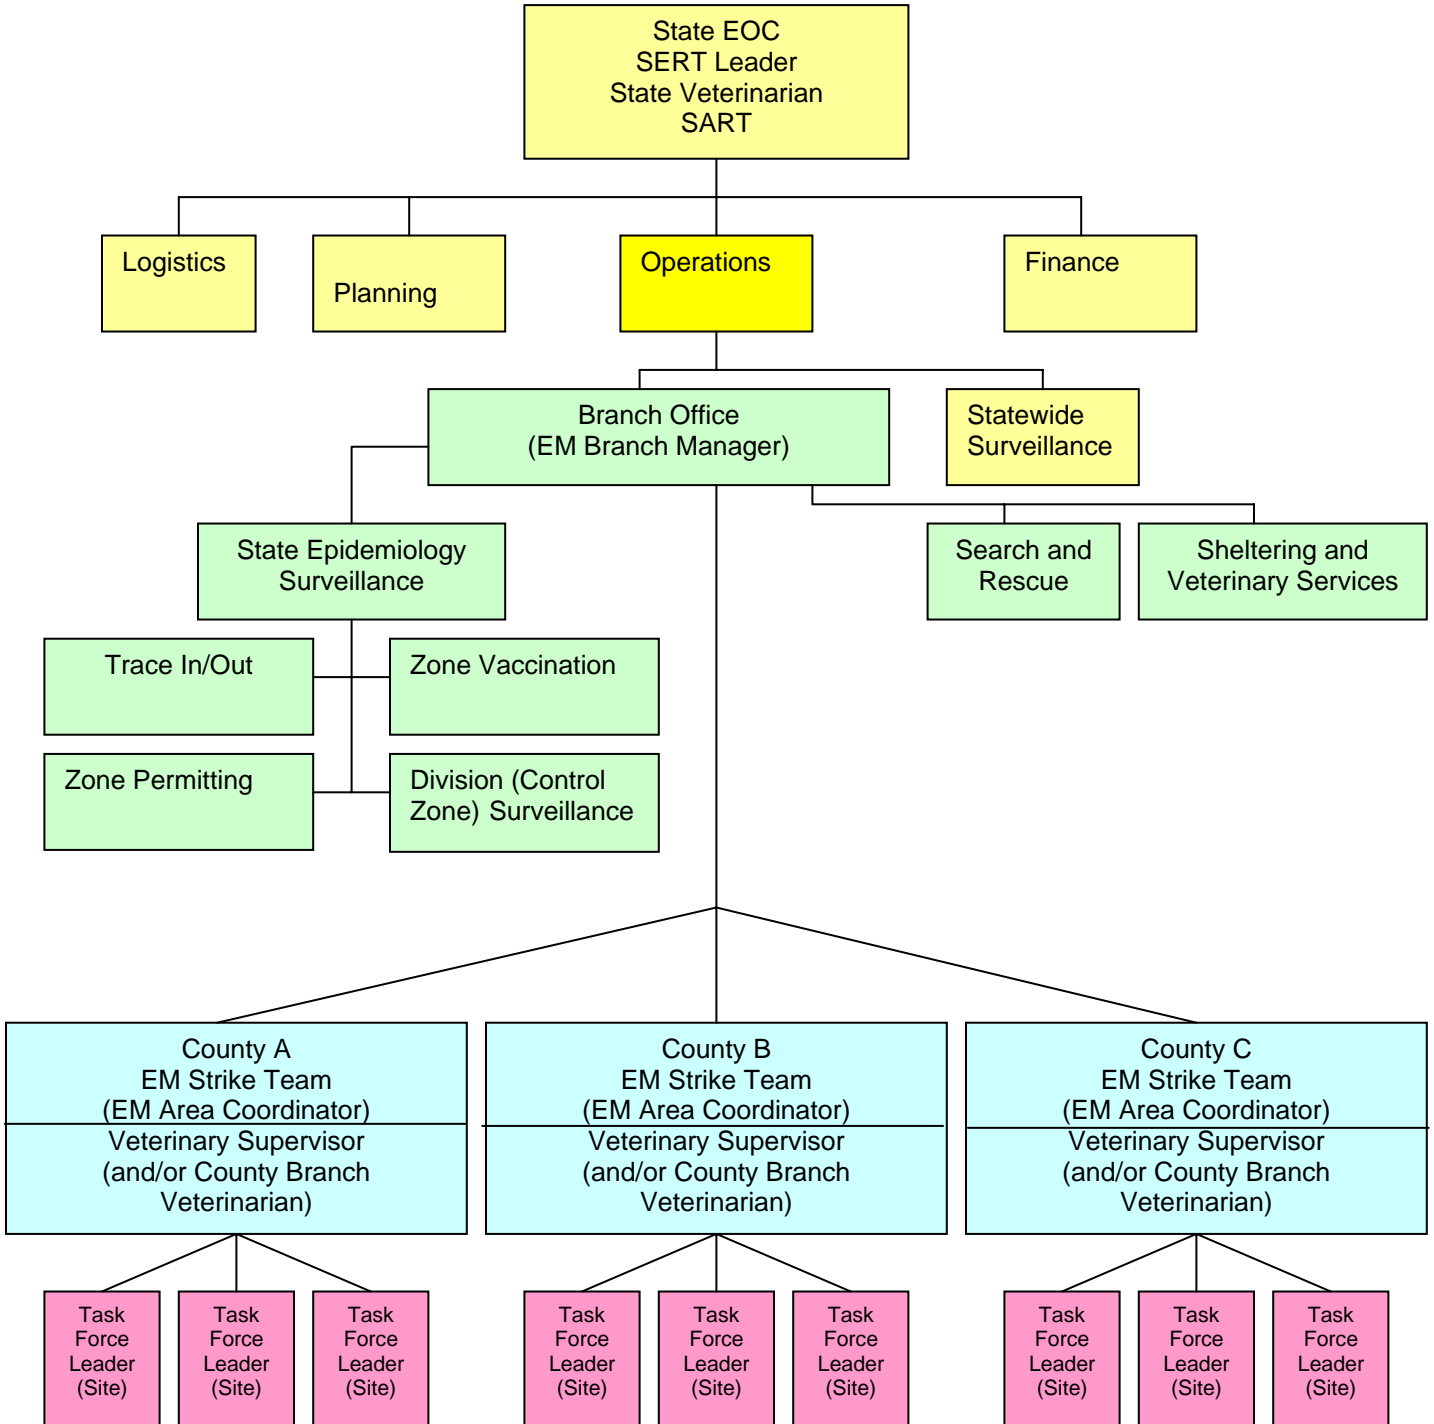 State EOC
SERT Leader
State Veterinarian
SART
Logistics
Planning
Operations
Finance
Branch Office
(EM Branch Manager)
Statewide
Surveillance
State Epidemiology
Surveillance
Search and
Rescue
Sheltering and
Veterinary Services
Trace In/Out
Zone Vaccination
Zone Permitting
Division (Control
Zone) Surveillance
County A
EM Strike Team
(EM Area Coordinator)
Veterinary Supervisor
(and/or County Branch
Veterinarian)
County B
EM Strike Team
(EM Area Coordinator)
Veterinary Supervisor
(and/or County Branch
Veterinarian)
County C
EM Strike Team
(EM Area Coordinator)
Veterinary Supervisor
(and/or County Branch
Veterinarian)
Task
Force
Leader
(Site)
Task
Force
Leader
(Site)
Task
Force
Leader
(Site)
Task
Force
Leader
(Site)
Task
Force
Leader
(Site)
Task
Force
Leader
(Site)
Task
Force
Leader
(Site)
Task
Force
Leader
(Site)
Task
Force
Leader
(Site)